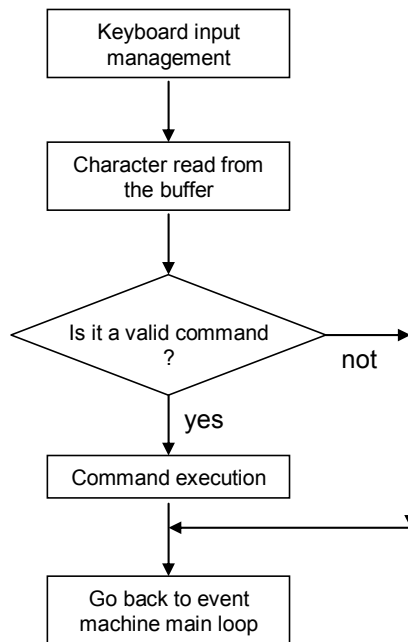 Keyboard input
management
Character read from
the buffer
Is it a valid command
?
not
yes
Command execution
Go back to event
machine main loop